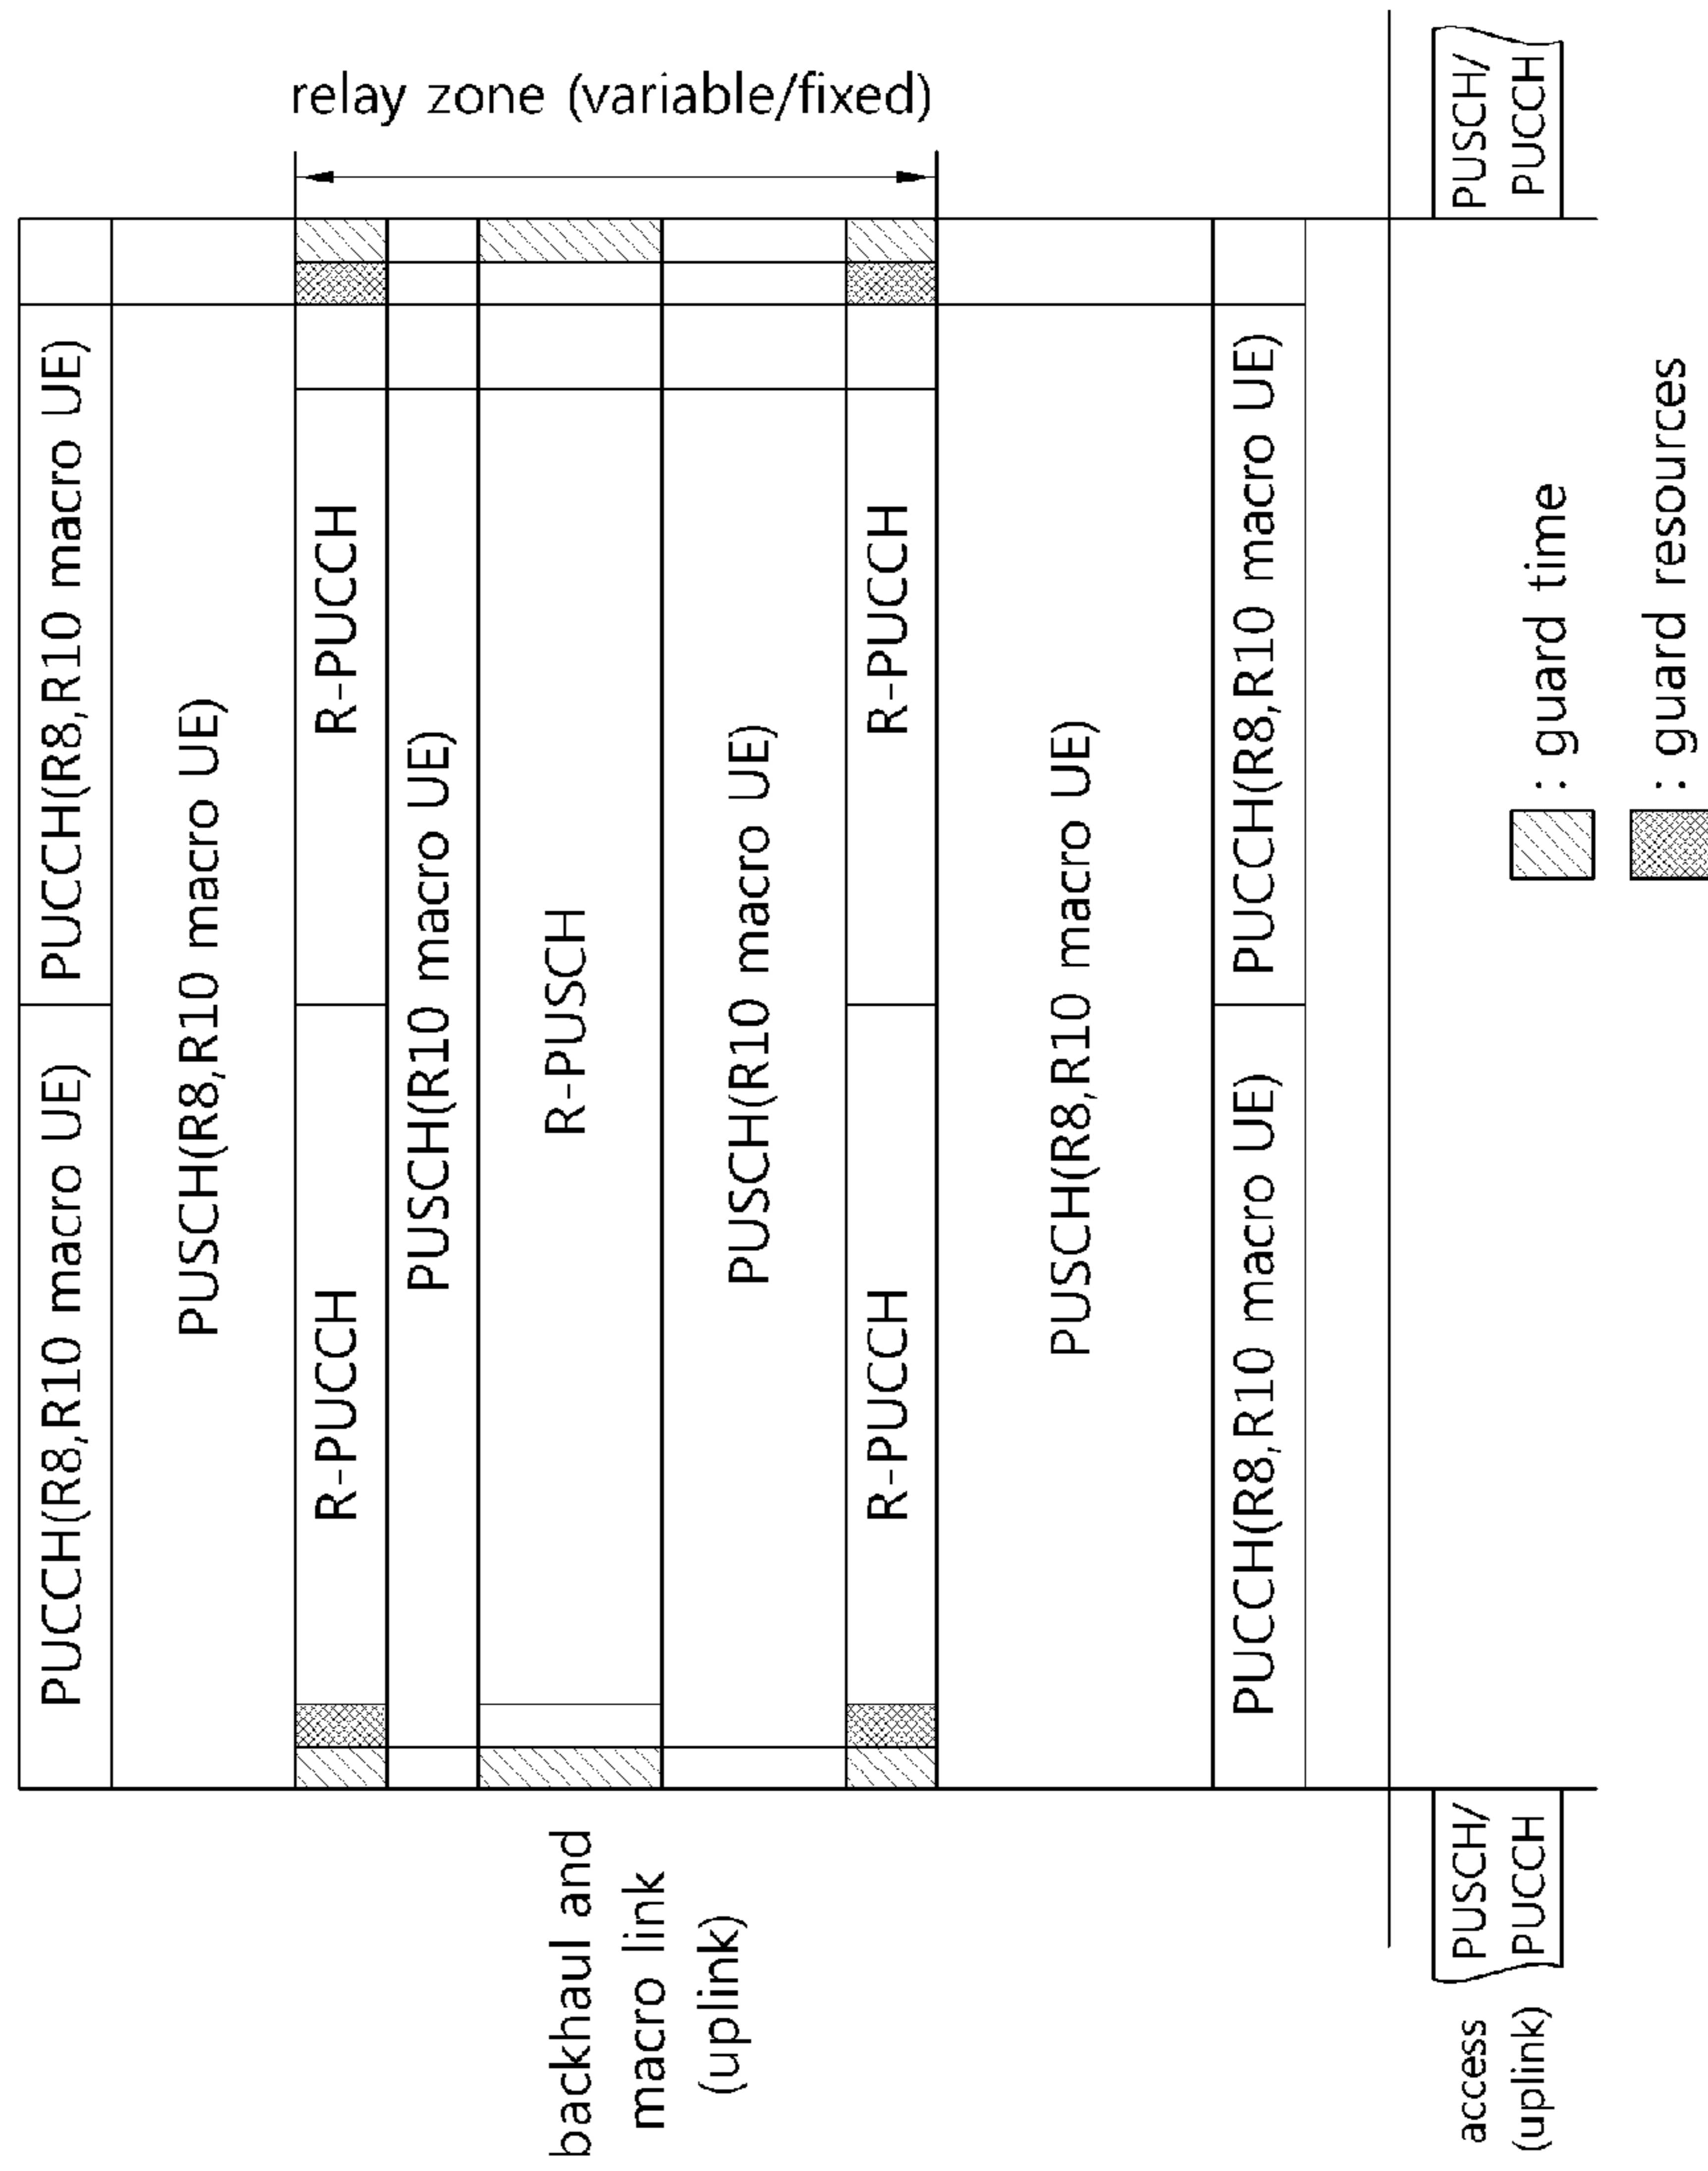 relay zone (variable/fixed)
PUCCH(R8,R10 macro UE)
PUCCH(R8,R10 macro UE)
PUSCH(R8,R10 macro UE)
R-PUCCH
R-PUCCH
PUSCH(R10 macro UE)
R-PUSCH
PUSCH(R10 macro UE)
R-PUCCH
R-PUCCH
PUSCH(R8,R10 macro UE)
PUCCH(R8,R10 macro UE)
PUCCH(R8,R10 macro UE)
backhaul and
macro link
(uplink)
access
(uplink)
PUSCH/
PUCCH
PUSCH/
PUCCH
: guard time
: guard resources